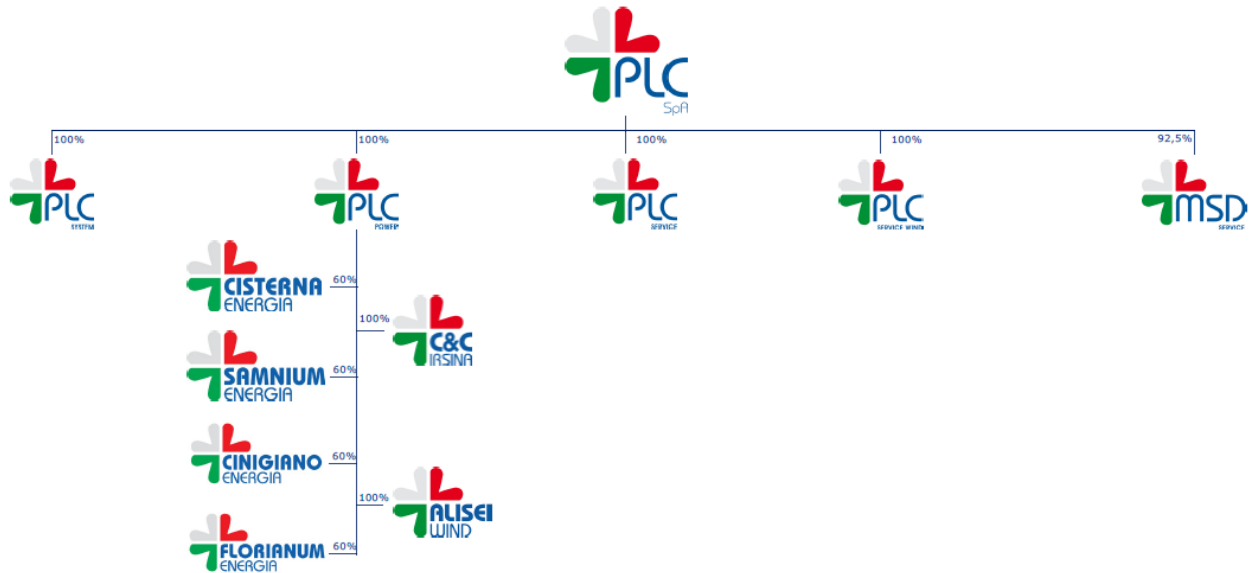 PLC
SpA
100%
100%
100%
100%
92,5%
PLC
SYSTEM
PLC
POWER
PLC
SERVICE
PLC
SERVICE WIND
MSD
SERVICE
CISTERNA
ENERGIA
60%
100%
C&C
IRSINA
SAMNIUM
ENERGIA
60%
CINIGIANO
ENERGIA
60%
100%
ALISEI
WIND
FLORIANUM
ENERGIA
60%